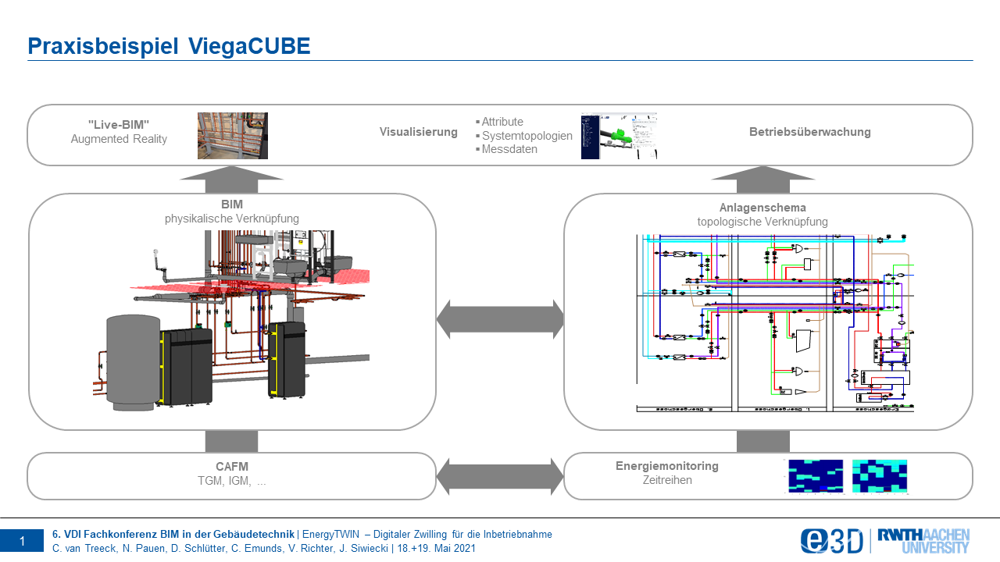 Praxisbeispiel ViegaCUBE
"Live-BIM"
Augmented Reality
Visualisierung
▪ Attribute
▪ Systemtopologien
▪ Messdaten
Betriebsüberwachung
BIM
physikalische Verknüpfung
Anlagenschema
topologische Verknüpfung
CAFM
TGM, IGM, ...
Energiemonitoring
Zeitreihen
1
6. VDI Fachkonferenz BIM in der Gebäudetechnik | EnergyTWIN – Digitaler Zwilling für die Inbetriebnahme
C. van Treeck, N. Pauen, D. Schlütter, C. Emunds, V. Richter, J. Siwiecki | 18.+19. Mai 2021
e3D
RWTH AACHEN
UNIVERSITY